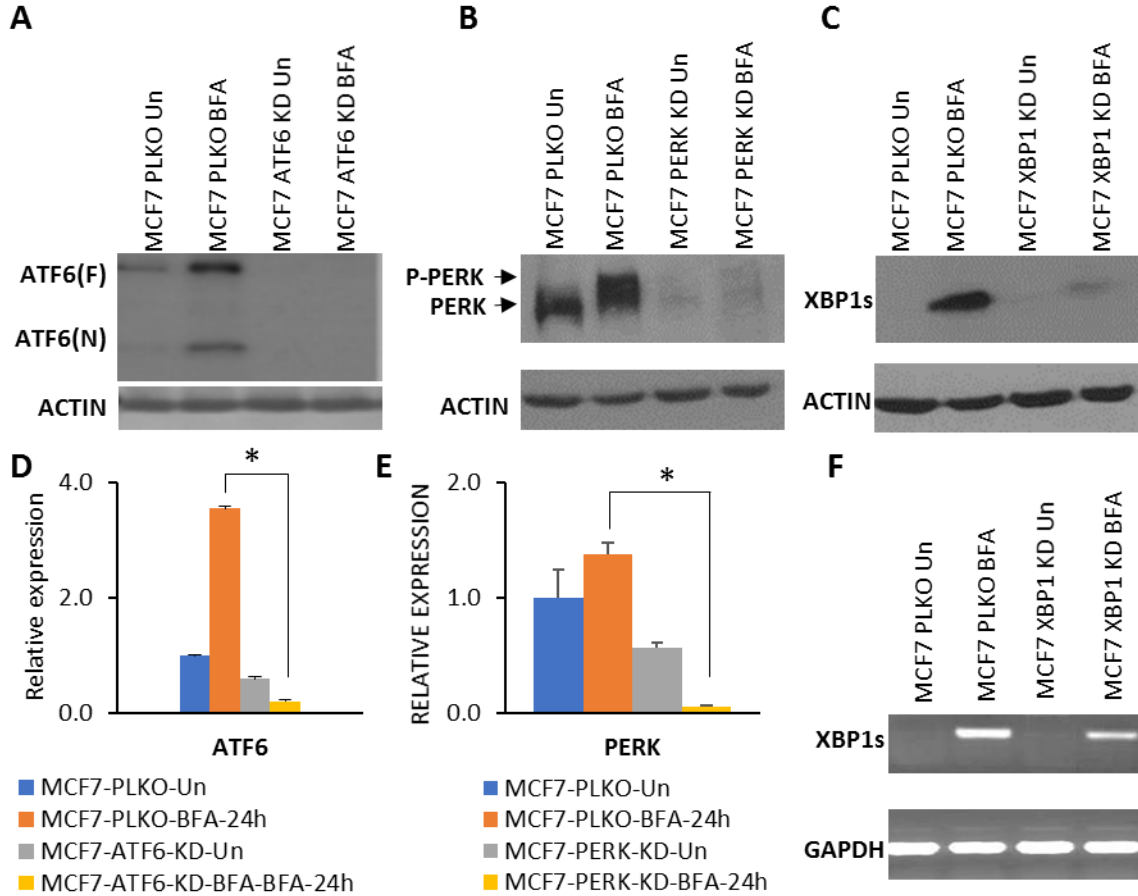 A
MCF7 PLKO Un
MCF7 PLKO BFA
MCF7 ATF6 KD Un
MCF7 ATF6 KD BFA
ATF6(F)
ATF6(N)
ACTIN
B
MCF7 PLKO Un
MCF7 PLKO BFA
MCF7 PERK KD Un
MCF7 PERK KD BFA
P-PERK
PERK
ACTIN
C
MCF7 PLKO Un
MCF7 PLKO BFA
MCF7 XBP1 KD Un
MCF7 XBP1 KD BFA
XBP1s
ACTIN
D
Relative expression
4.0
2.0
0.0
*
ATF6
MCF7-PLKO-Un
MCF7-PLKO-BFA-24h
MCF7-ATF6-KD-Un
MCF7-ATF6-KD-BFA-BFA-24h
E
RELATIVE EXPRESSION
2.0
1.0
0.0
*
PERK
MCF7-PLKO-Un
MCF7-PLKO-BFA-24h
MCF7-PERK-KD-Un
MCF7-PERK-KD-BFA-24h
F
MCF7 PLKO Un
MCF7 PLKO BFA
MCF7 XBP1 KD Un
MCF7 XBP1 KD BFA
XBP1s
GAPDH